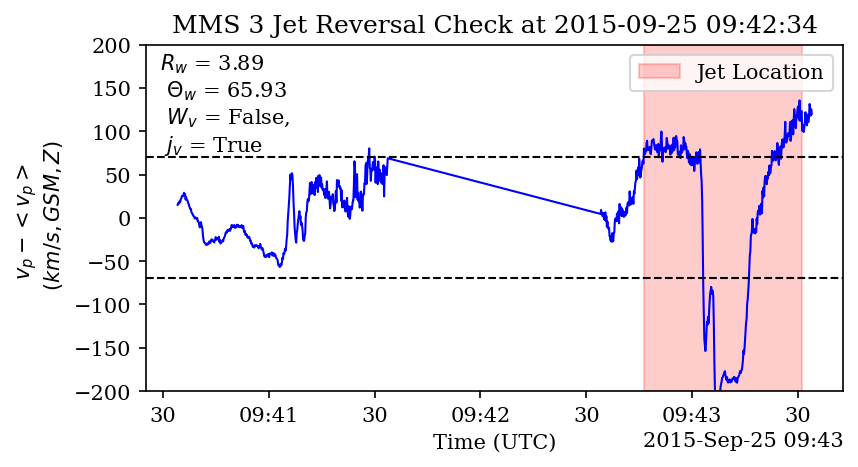 MMS 3 Jet Reversal Check at 2015-09-25 09:42:34
R_w = 3.89
Θ_w = 65.93
W_v = False,
j_v = True
Jet Location
v_p − < v_p >
(km/s, GSM, Z)
200
150
100
50
0
−50
−100
−150
−200
30
09:41
30
09:42
30
09:43
30
Time (UTC)
2015-Sep-25 09:43